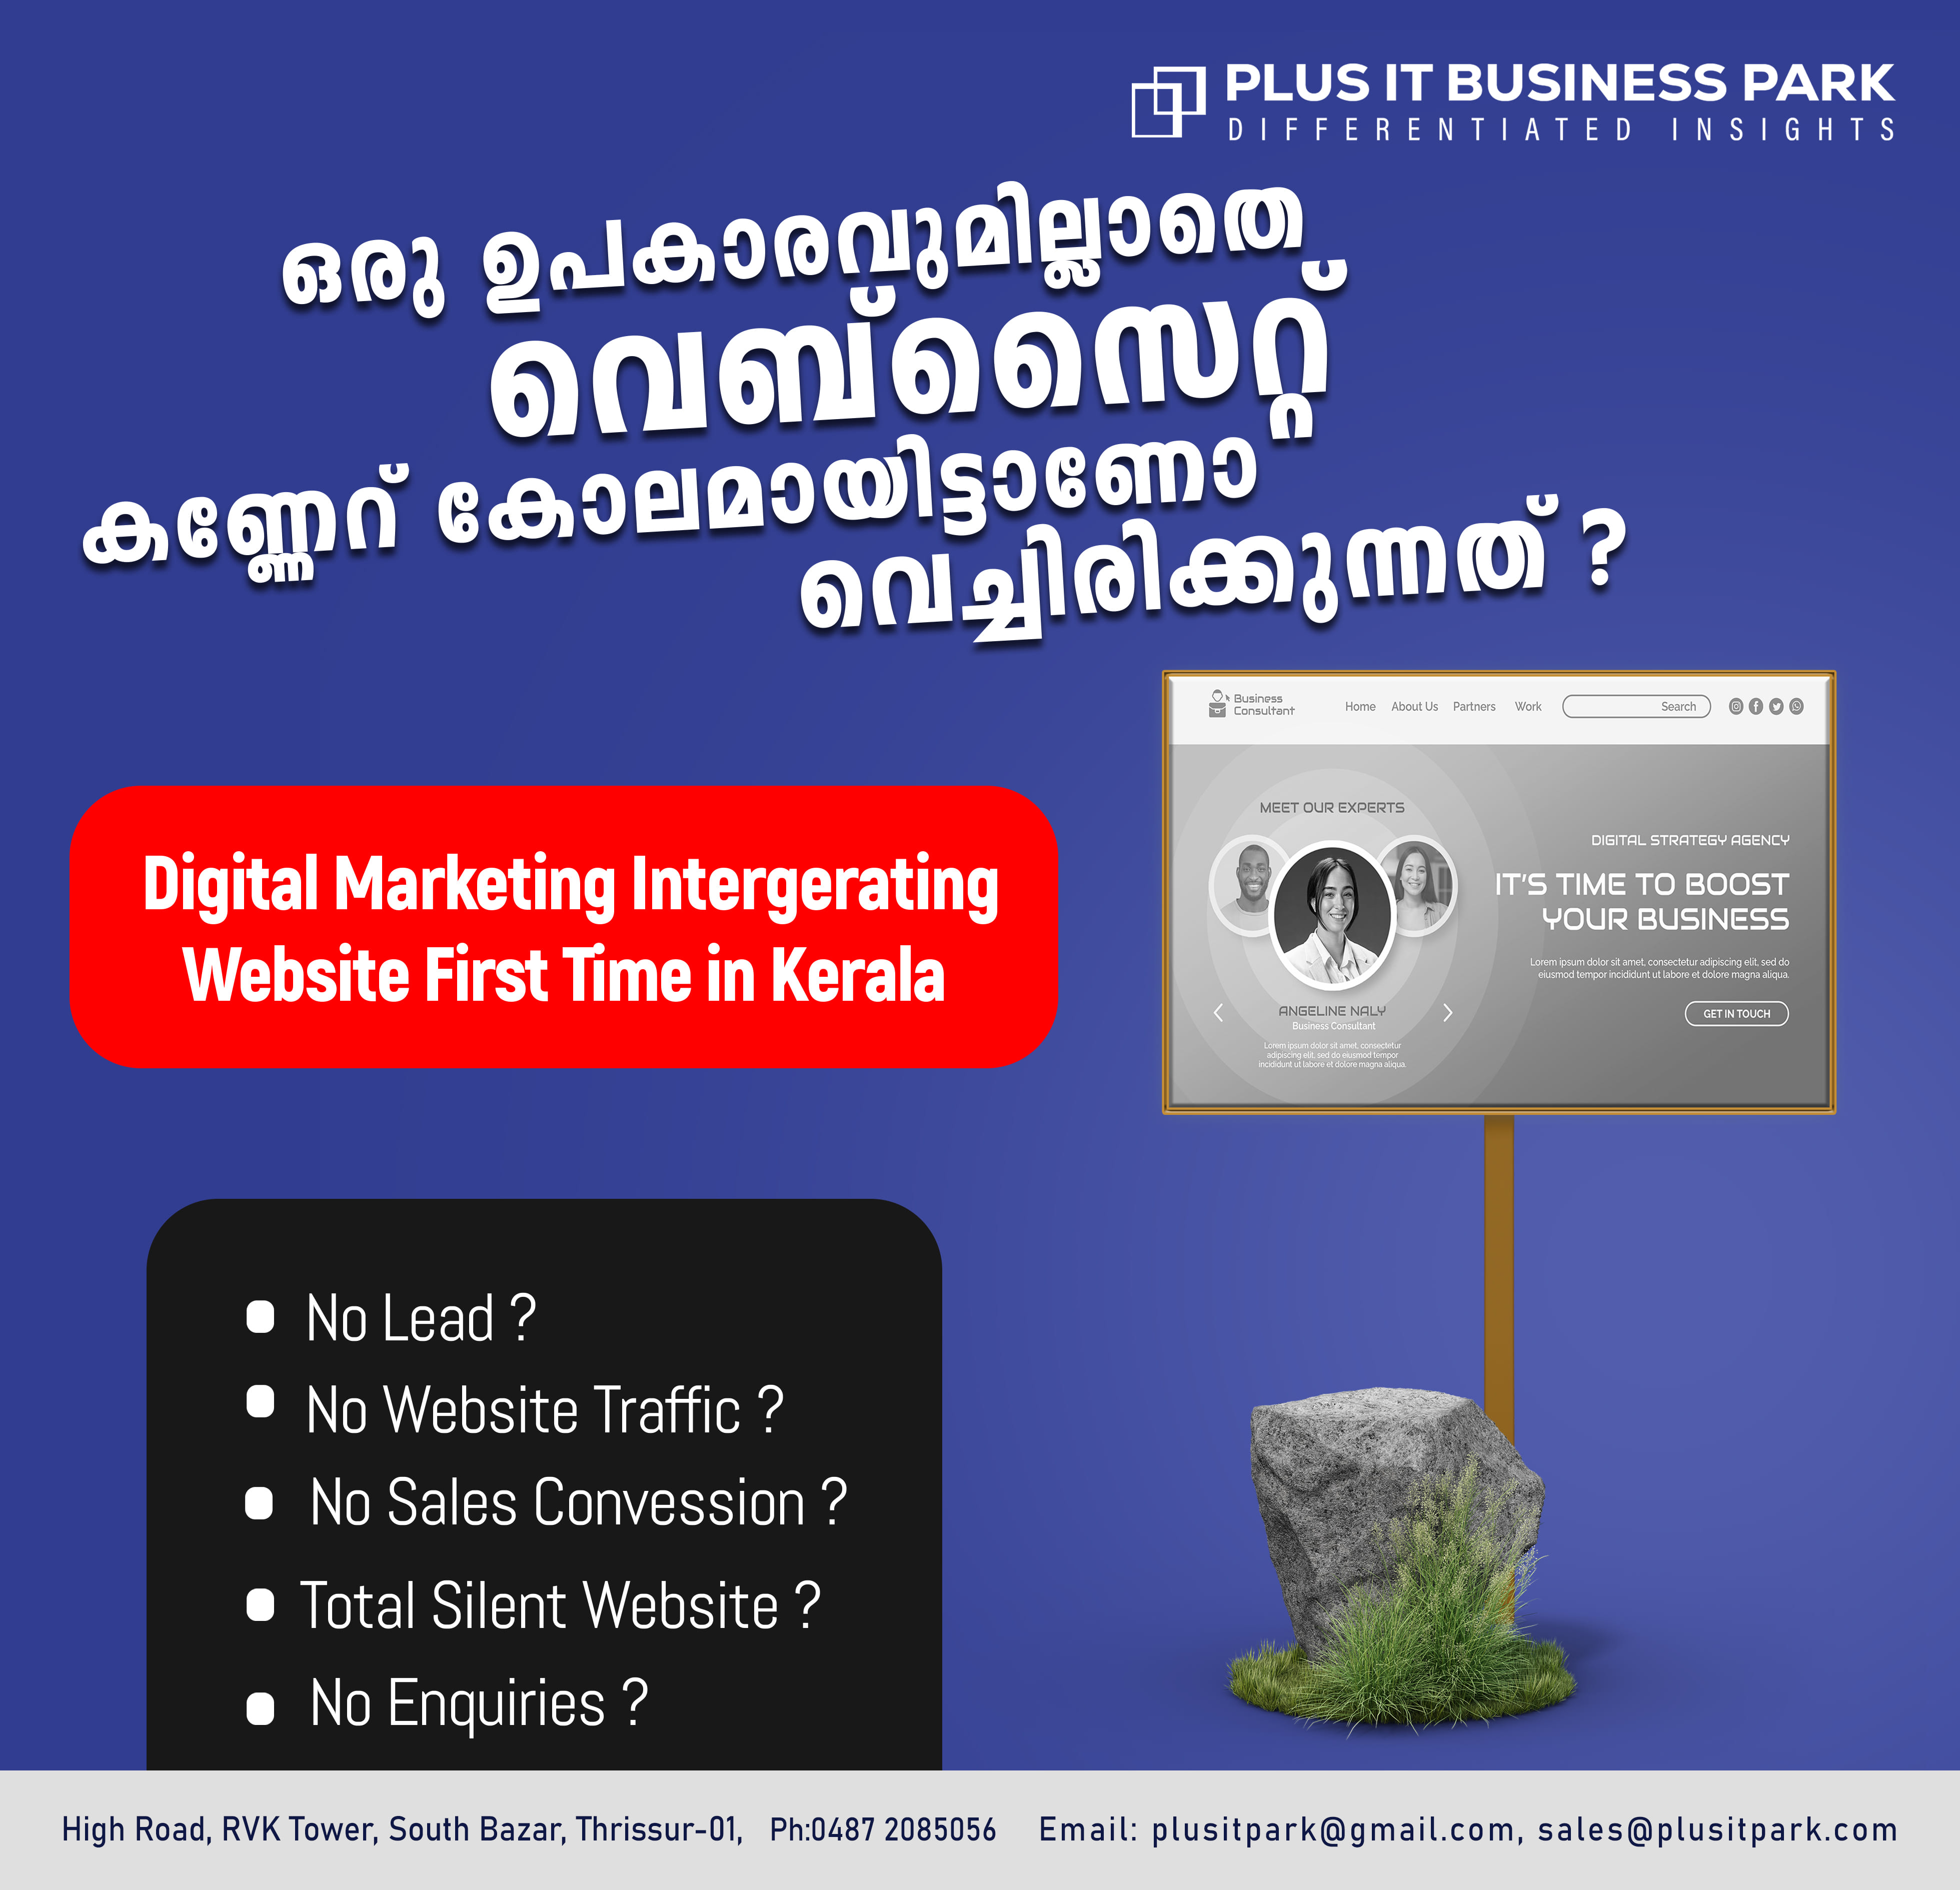 PLUS IT BUSINESS PARK
DIFFERENTIATED INSIGHTS
ഒരു ഉപകാരവുമില്ലാതെ
വെബ്സൈറ്റ്
കണ്ണേറ് കോലമായിട്ടാണോ
വെച്ചിരിക്കുന്നത് ?
Business
Consultant
Home About Us Partners Work Search
MEET OUR EXPERTS
DIGITAL STRATEGY AGENCY
IT'S TIME TO BOOST
YOUR BUSINESS
Lorem ipsum dolor sit amet, consectetur adipiscing elit, sed do
eiusmod tempor incididunt ut labore et dolore magna aliqua.
GET IN TOUCH
ANGELINE NALY
Business Consultant
Lorem ipsum dolor sit amet, consectetur
adipiscing elit, sed do eiusmod tempor
incididunt ut labore et dolore magna aliqua.
Digital Marketing Intergerating
Website First Time in Kerala
No Lead ?
No Website Traffic ?
No Sales Convession ?
Total Silent Website ?
No Enquiries ?
High Road, RVK Tower, South Bazar, Thrissur-01, Ph:0487 2085056 Email: plusitpark@gmail.com, sales@plusitpark.com